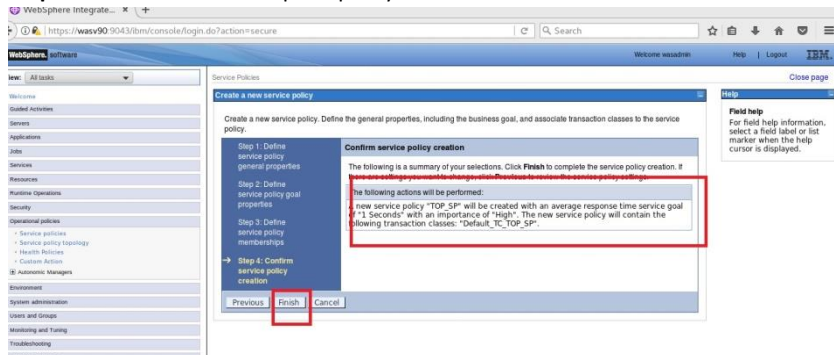 WebSphere Integrate... × +
https://wasv90:9043/ibm/console/login.do?action=secure
Search
WebSphere. software
Welcome wasadmin
Help | Logout
IBM.
View: All tasks
Service Policies
Close page
Welcome
Guided Activities
Servers
Applications
Jobs
Services
Resources
Runtime Operations
Security
Operational policies
Service policies
Service policy topology
Health Policies
Custom Action
Autonomic Managers
Environment
System administration
Users and Groups
Monitoring and Tuning
Troubleshooting
Create a new service policy
Create a new service policy. Define the general properties, including the business goal, and associate transaction classes to the service
policy.
Step 1: Define
service policy
general properties
Step 2: Define
service policy goal
properties
Step 3: Define
service policy
memberships
Step 4: Confirm
service policy
creation
Confirm service policy creation
The following is a summary of your selections. Click Finish to complete the service policy creation. If
there are settings you want to change, click Previous to review the service policy settings.
The following actions will be performed:
A new service policy "TOP_SP" will be created with an average response time service goal
of "1 Seconds" with an importance of "High". The new service policy will contain the
following transaction classes: "Default_TC_TOP_SP".
Previous Finish Cancel
Help
Field help
For field help information,
select a field label or list
marker when the help
cursor is displayed.